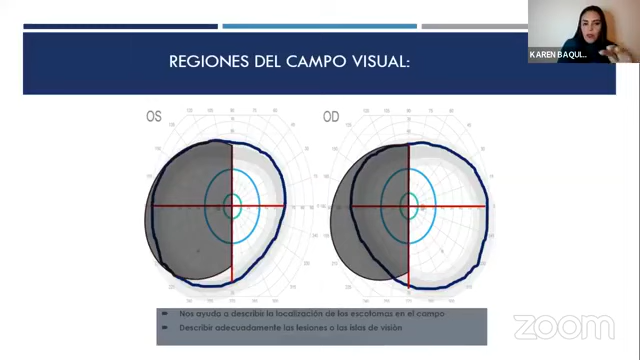 REGIONES DEL CAMPO VISUAL:
KAREN BAQUI...
OS
OD
Nos ayuda a describir la localización de los escotomas en el campo
Describir adecuadamente las lesiones o las islas de visión
zoom